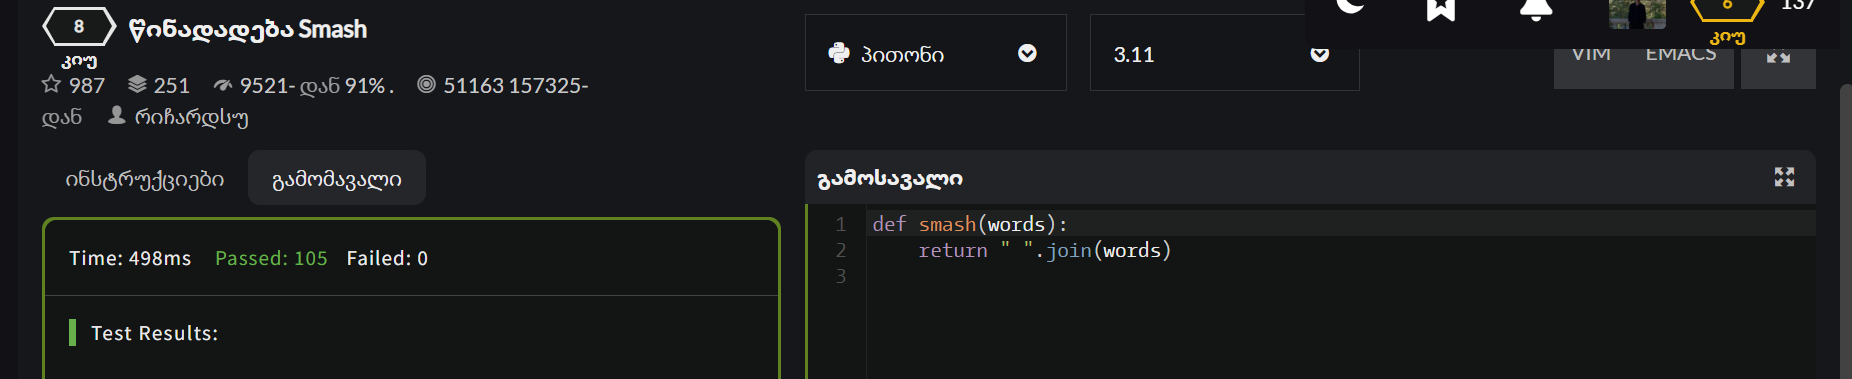 8
წინადადება Smash
კიუ
987 251 9521- დან 91% . 51163 157325-
დან რიჩარდსუ
ინსტრუქციები გამომავალი
Time: 498ms Passed: 105 Failed: 0
Test Results:
პითონი 3.11
VIM EMACS
6 137
კიუ
გამოსავალი
1 def smash(words):
2 return " ".join(words)
3